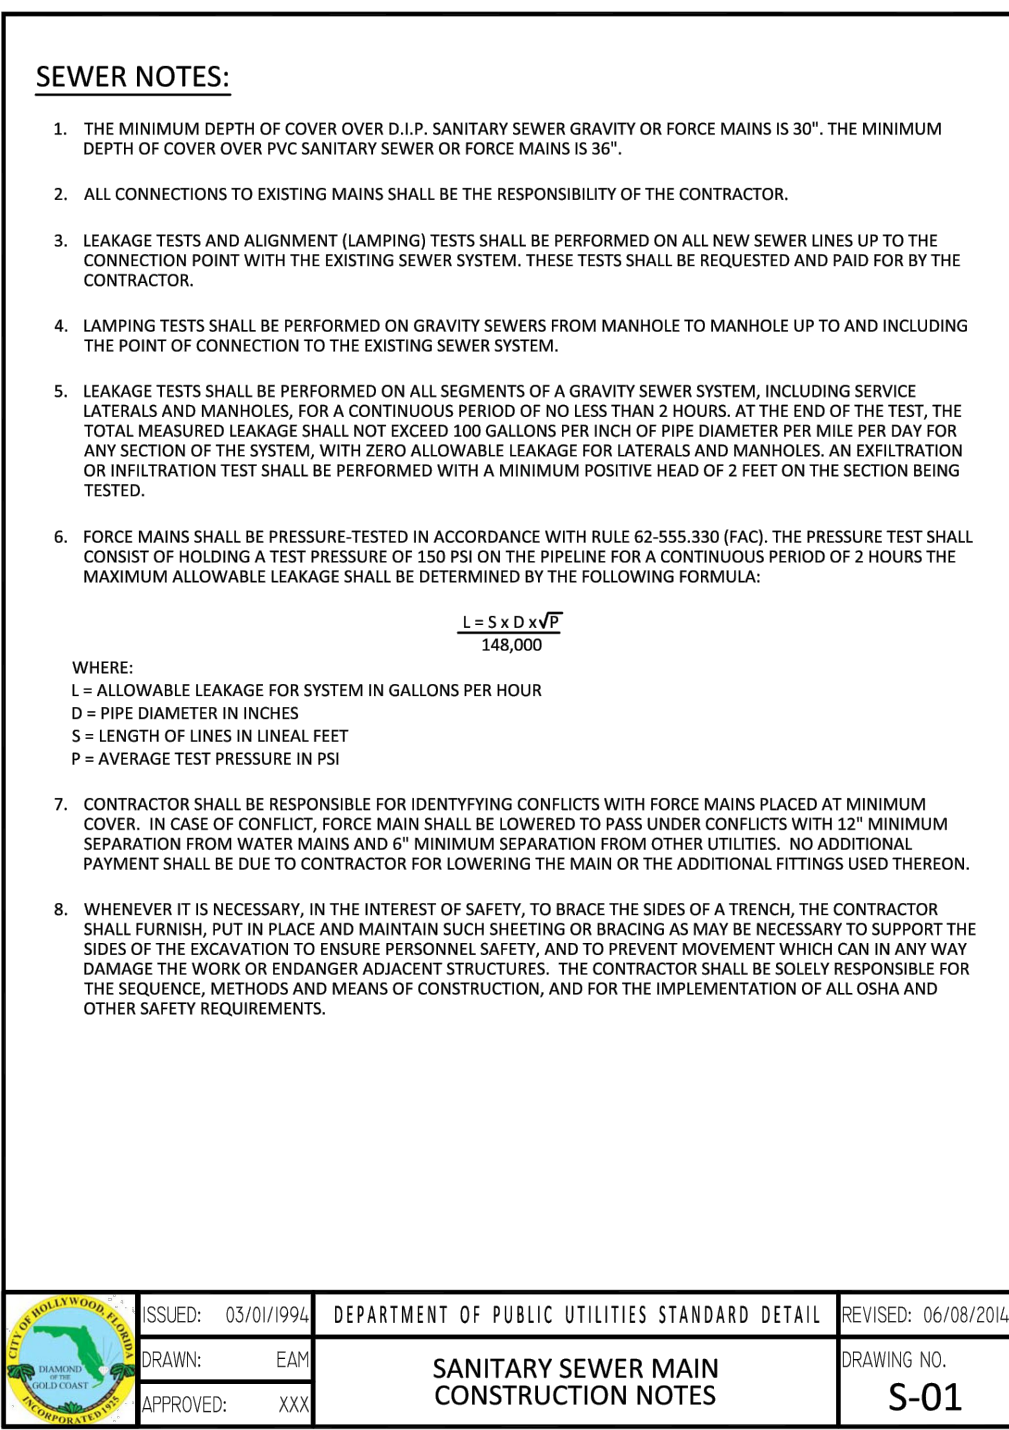 SEWER NOTES:
1. THE MINIMUM DEPTH OF COVER OVER D.I.P. SANITARY SEWER GRAVITY OR FORCE MAINS IS 30". THE MINIMUM
DEPTH OF COVER OVER PVC SANITARY SEWER OR FORCE MAINS IS 36".
2. ALL CONNECTIONS TO EXISTING MAINS SHALL BE THE RESPONSIBILITY OF THE CONTRACTOR.
3. LEAKAGE TESTS AND ALIGNMENT (LAMPING) TESTS SHALL BE PERFORMED ON ALL NEW SEWER LINES UP TO THE
CONNECTION POINT WITH THE EXISTING SEWER SYSTEM. THESE TESTS SHALL BE REQUESTED AND PAID FOR BY THE
CONTRACTOR.
4. LAMPING TESTS SHALL BE PERFORMED ON GRAVITY SEWERS FROM MANHOLE TO MANHOLE UP TO AND INCLUDING
THE POINT OF CONNECTION TO THE EXISTING SEWER SYSTEM.
5. LEAKAGE TESTS SHALL BE PERFORMED ON ALL SEGMENTS OF A GRAVITY SEWER SYSTEM, INCLUDING SERVICE
LATERALS AND MANHOLES, FOR A CONTINUOUS PERIOD OF NO LESS THAN 2 HOURS. AT THE END OF THE TEST, THE
TOTAL MEASURED LEAKAGE SHALL NOT EXCEED 100 GALLONS PER INCH OF PIPE DIAMETER PER MILE PER DAY FOR
ANY SECTION OF THE SYSTEM, WITH ZERO ALLOWABLE LEAKAGE FOR LATERALS AND MANHOLES. AN EXFILTRATION
OR INFILTRATION TEST SHALL BE PERFORMED WITH A MINIMUM POSITIVE HEAD OF 2 FEET ON THE SECTION BEING
TESTED.
6. FORCE MAINS SHALL BE PRESSURE-TESTED IN ACCORDANCE WITH RULE 62-555.330 (FAC). THE PRESSURE TEST SHALL
CONSIST OF HOLDING A TEST PRESSURE OF 150 PSI ON THE PIPELINE FOR A CONTINUOUS PERIOD OF 2 HOURS THE
MAXIMUM ALLOWABLE LEAKAGE SHALL BE DETERMINED BY THE FOLLOWING FORMULA:
L = S x D x√P
148,000
WHERE:
L = ALLOWABLE LEAKAGE FOR SYSTEM IN GALLONS PER HOUR
D = PIPE DIAMETER IN INCHES
S = LENGTH OF LINES IN LINEAL FEET
P = AVERAGE TEST PRESSURE IN PSI
7. CONTRACTOR SHALL BE RESPONSIBLE FOR IDENTYFYING CONFLICTS WITH FORCE MAINS PLACED AT MINIMUM
COVER. IN CASE OF CONFLICT, FORCE MAIN SHALL BE LOWERED TO PASS UNDER CONFLICTS WITH 12" MINIMUM
SEPARATION FROM WATER MAINS AND 6" MINIMUM SEPARATION FROM OTHER UTILITIES. NO ADDITIONAL
PAYMENT SHALL BE DUE TO CONTRACTOR FOR LOWERING THE MAIN OR THE ADDITIONAL FITTINGS USED THEREON.
8. WHENEVER IT IS NECESSARY, IN THE INTEREST OF SAFETY, TO BRACE THE SIDES OF A TRENCH, THE CONTRACTOR
SHALL FURNISH, PUT IN PLACE AND MAINTAIN SUCH SHEETING OR BRACING AS MAY BE NECESSARY TO SUPPORT THE
SIDES OF THE EXCAVATION TO ENSURE PERSONNEL SAFETY, AND TO PREVENT MOVEMENT WHICH CAN IN ANY WAY
DAMAGE THE WORK OR ENDANGER ADJACENT STRUCTURES. THE CONTRACTOR SHALL BE SOLELY RESPONSIBLE FOR
THE SEQUENCE, METHODS AND MEANS OF CONSTRUCTION, AND FOR THE IMPLEMENTATION OF ALL OSHA AND
OTHER SAFETY REQUIREMENTS.
CITY OF HOLLYWOOD, FLORIDA
DIAMOND
OF THE
GOLD COAST
INCORPORATED 1925
ISSUED: 03/01/1994
DRAWN: EAM
APPROVED: XXX
DEPARTMENT OF PUBLIC UTILITIES STANDARD DETAIL
SANITARY SEWER MAIN
CONSTRUCTION NOTES
REVISED: 06/08/2014
DRAWING NO.
S-01